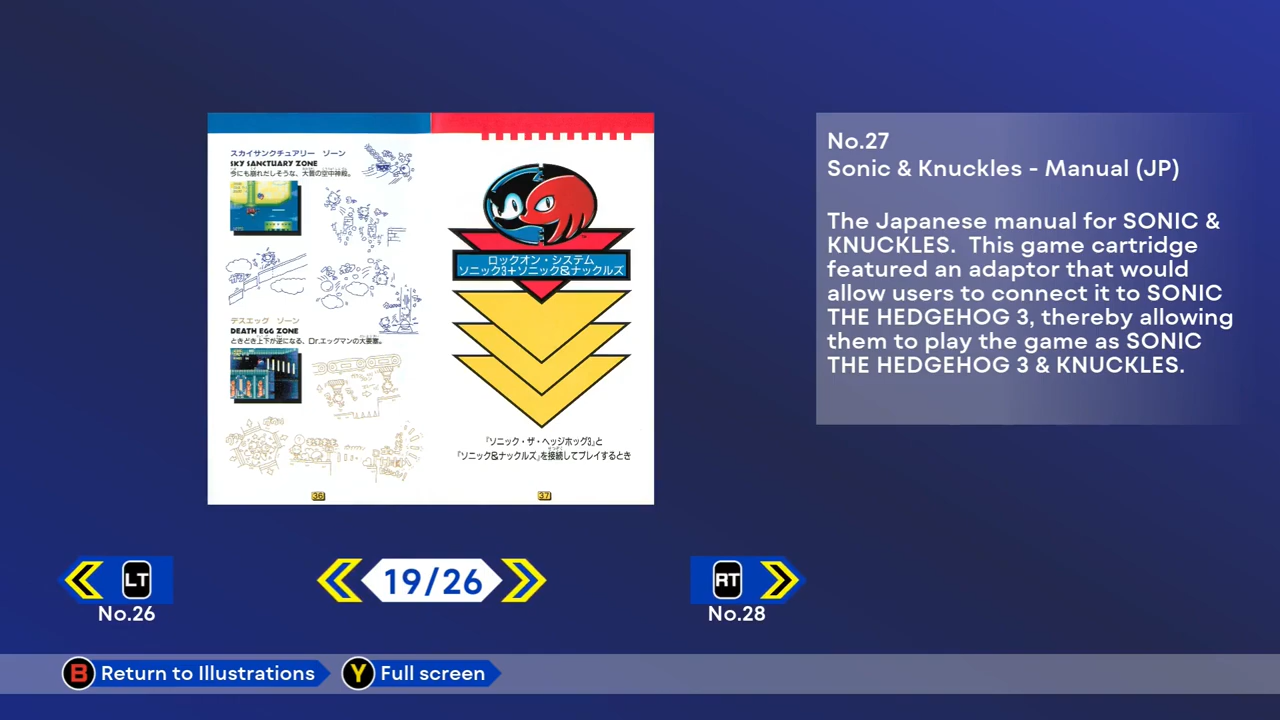 スカイサンクチュアリー ゾーン
SKY SANCTUARY ZONE
今にも崩れだしそうな、大昔の空中神殿。
デスエッグ ゾーン
DEATH EGG ZONE
ときどき上下が逆になる、Dr.エッグマンの大要塞。
36
ロックオン・システム
ソニック3+ソニック&ナックルズ
『ソニック・ザ・ヘッジホッグ3』と
『ソニック&ナックルズ』を接続してプレイするとき
37
No.27
Sonic & Knuckles - Manual (JP)
The Japanese manual for SONIC &
KNUCKLES. This game cartridge
featured an adaptor that would
allow users to connect it to SONIC
THE HEDGEHOG 3, thereby allowing
them to play the game as SONIC
THE HEDGEHOG 3 & KNUCKLES.
LT
No.26
19/26
RT
No.28
B Return to Illustrations
Y Full screen